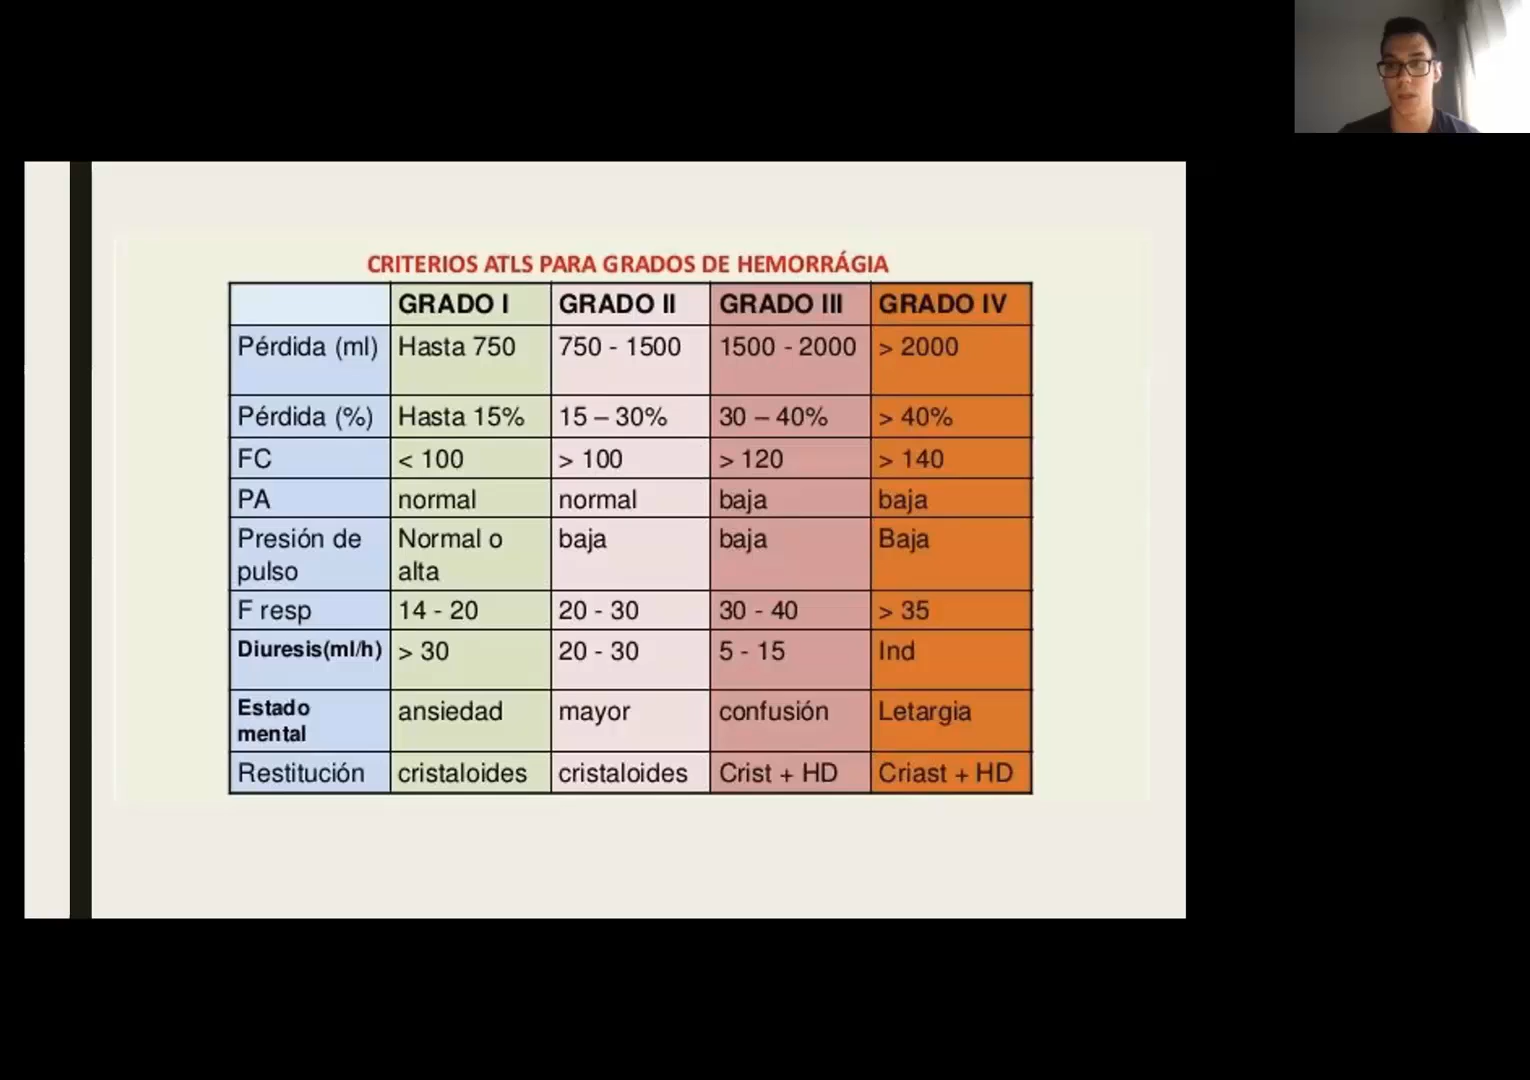 CRITERIOS ATLS PARA GRADOS DE HEMORRÁGIA
GRADO I GRADO II GRADO III GRADO IV
Pérdida (ml) Hasta 750 750 - 1500 1500 - 2000 > 2000
Pérdida (%) Hasta 15% 15 – 30% 30 – 40% > 40%
FC < 100 > 100 > 120 > 140
PA normal normal baja baja
Presión de Normal o baja baja Baja
pulso alta
F resp 14 - 20 20 - 30 30 - 40 > 35
Diuresis(ml/h) > 30 20 - 30 5 - 15 Ind
Estado ansiedad mayor confusión Letargia
mental
Restitución cristaloides cristaloides Crist + HD Criast + HD